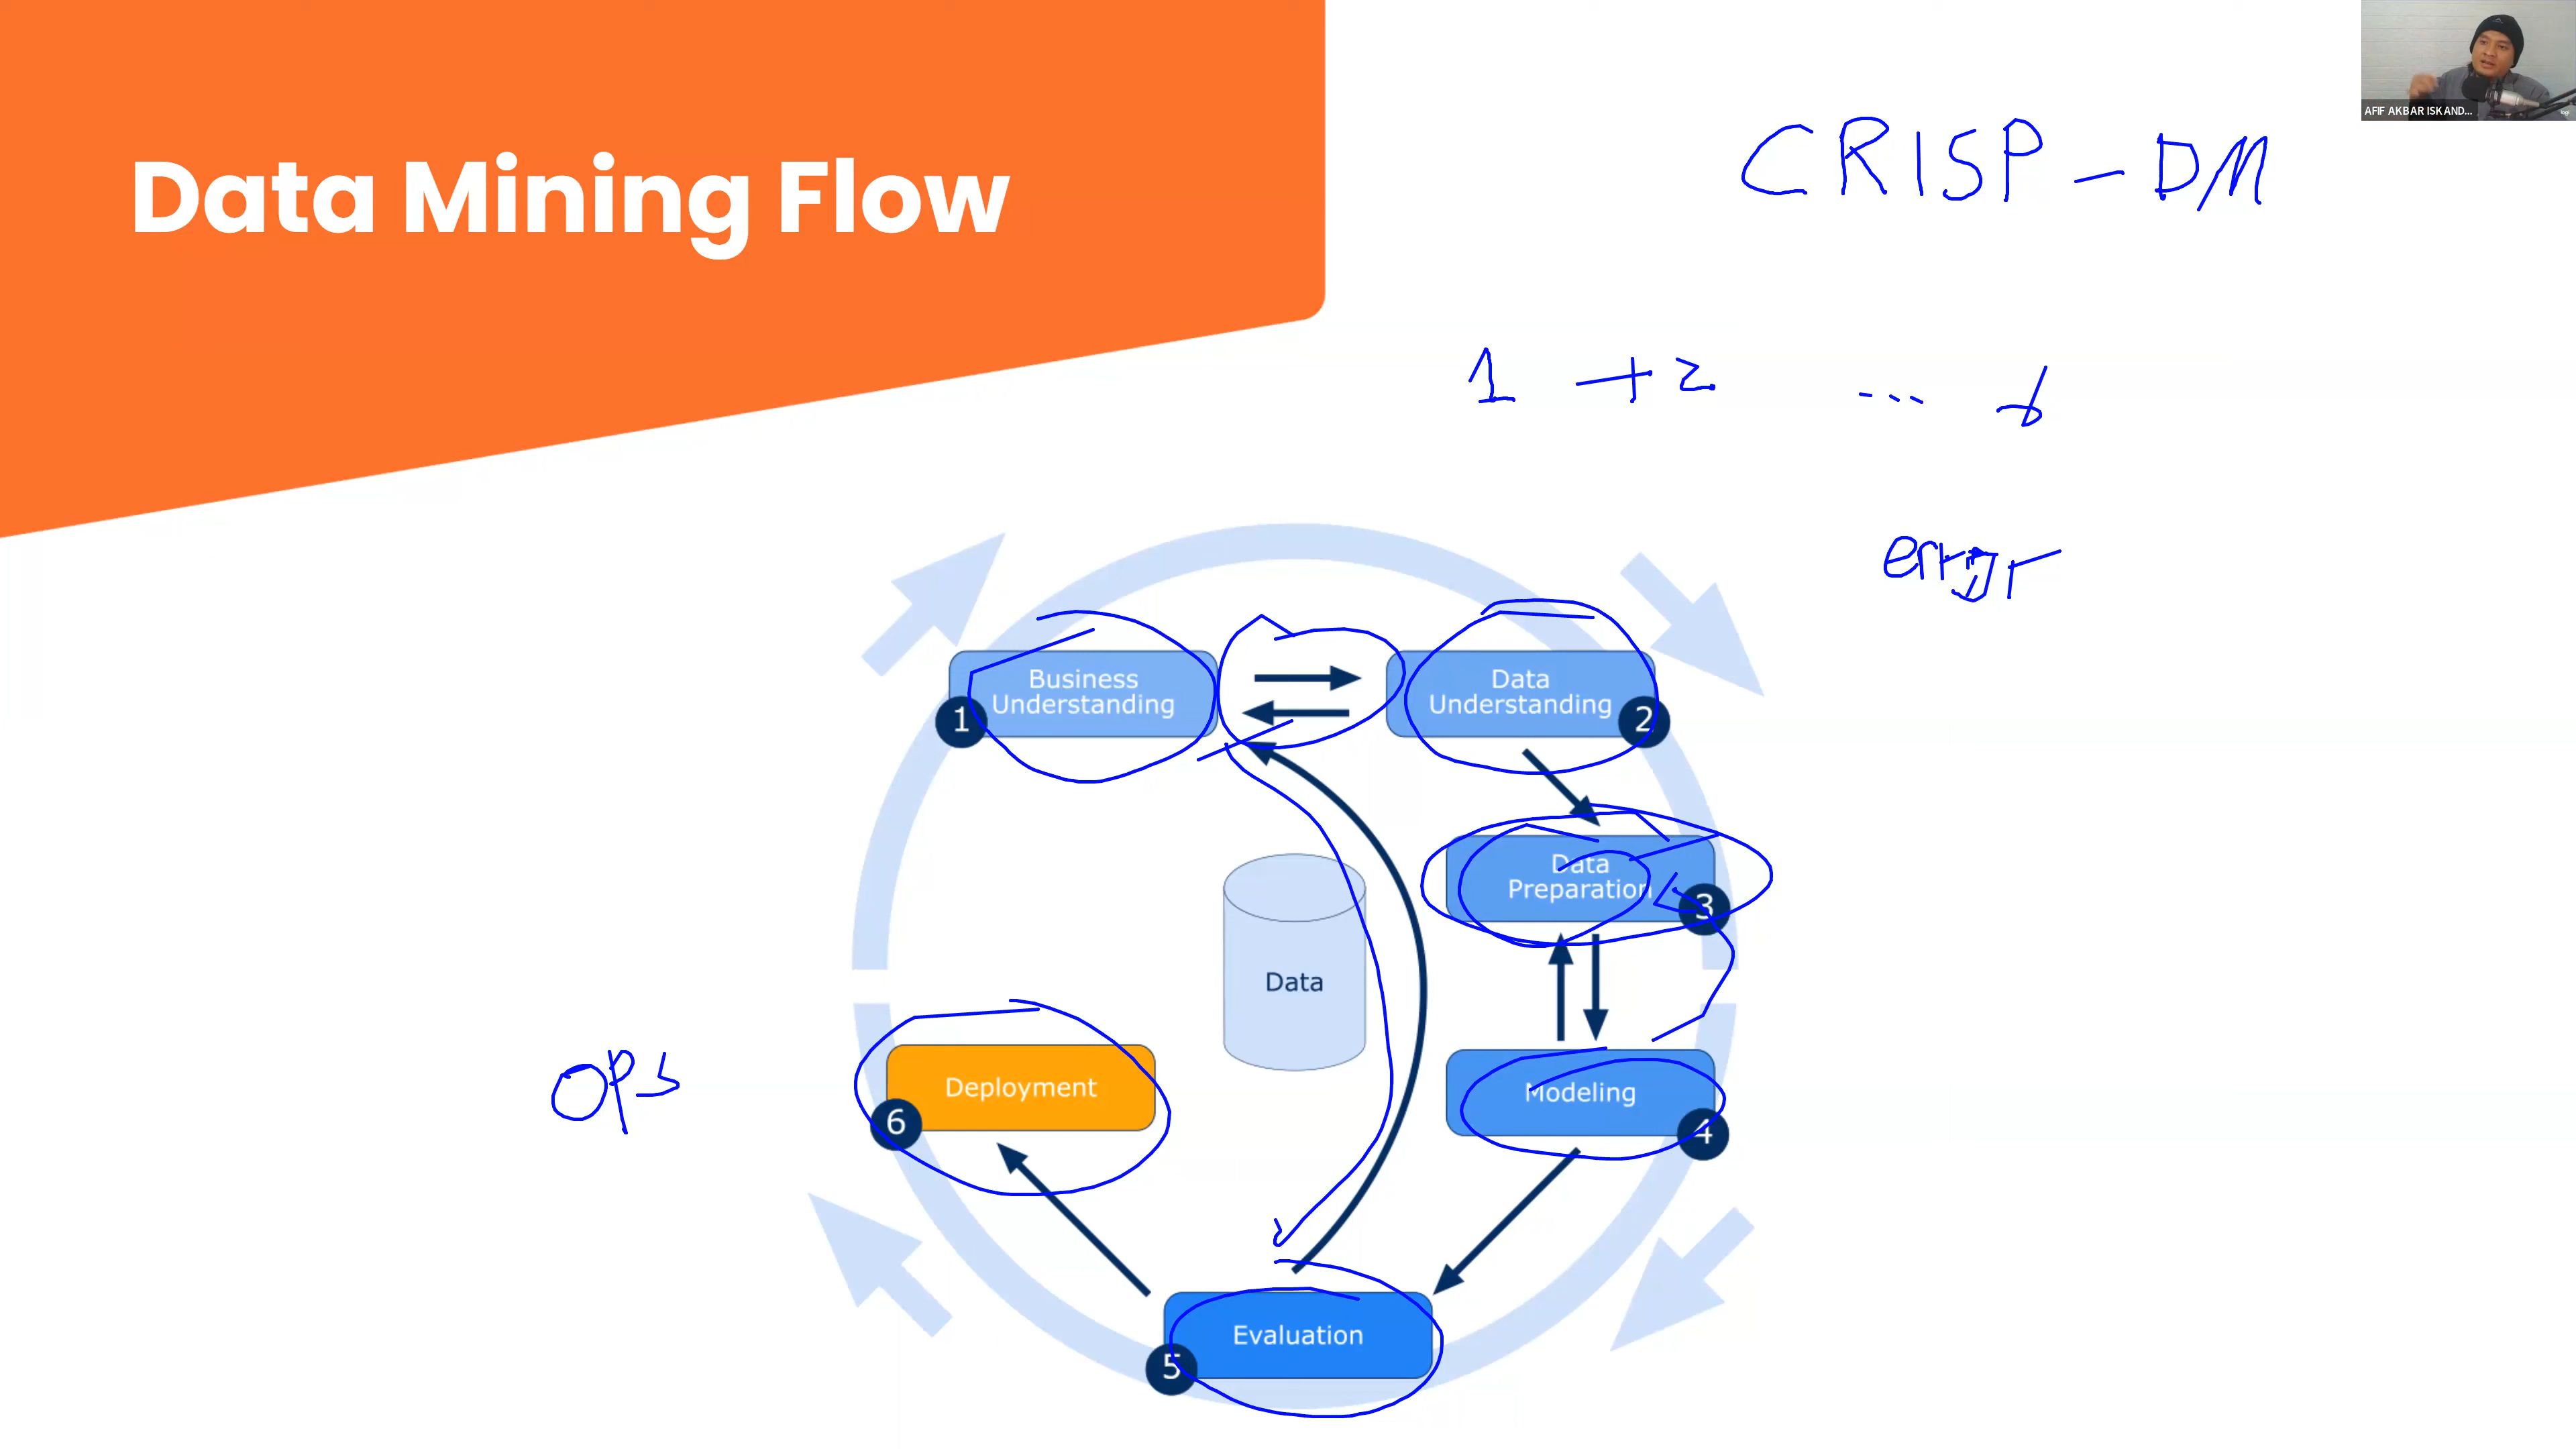 AFIF AKBAR ISKAND...
Data Mining Flow
CRISP-DM
1 → 2 ... 6
error
Business
Understanding
1
Data
Understanding
2
Data
Preparation
3
Data
Modeling
4
Deployment
6
ops
Evaluation
5